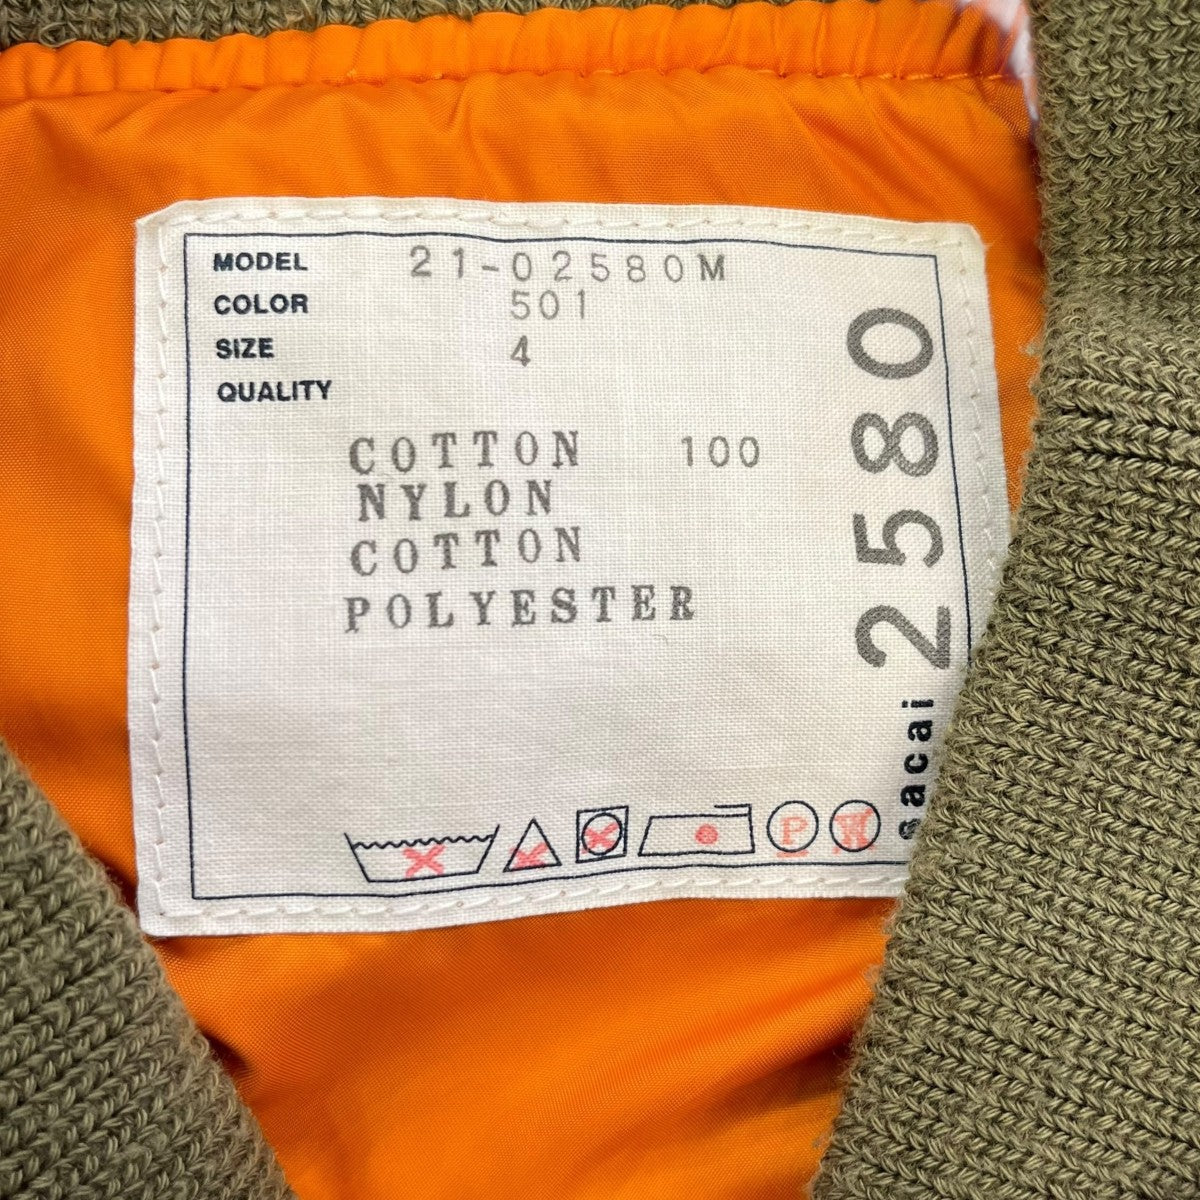 MODEL 21-02580M
COLOR 501
SIZE 4
QUALITY
COTTON 100
NYLON
COTTON
POLYESTER
sacai 2580
P W